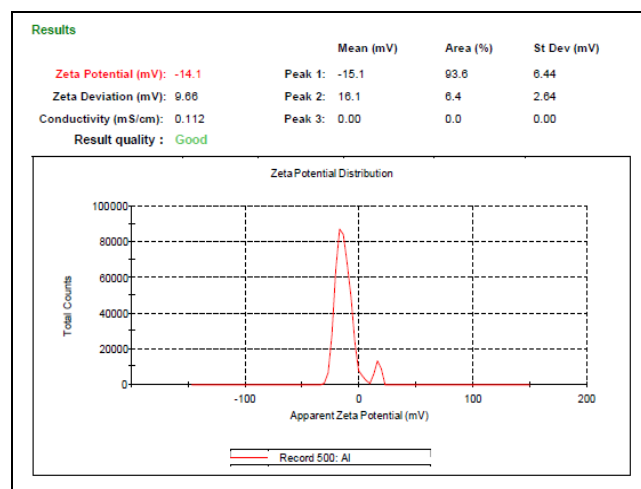 Results
Mean (mV) Area (%) St Dev (mV)
Zeta Potential (mV): -14.1 Peak 1: -15.1 93.6 6.44
Zeta Deviation (mV): 9.66 Peak 2: 16.1 6.4 2.64
Conductivity (mS/cm): 0.112 Peak 3: 0.00 0.0 0.00
Result quality : Good
Zeta Potential Distribution
100000
80000
60000
40000
20000
0
Total Counts
-100 0 100 200
Apparent Zeta Potential (mV)
Record 500: Al